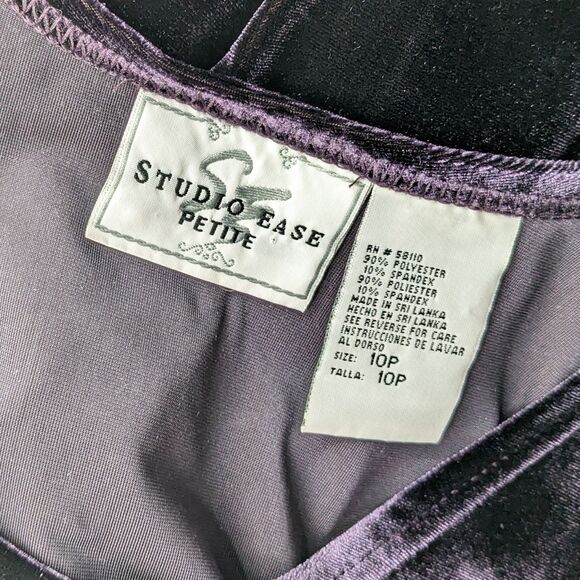 STUDIO EASE
PETITE
RN # 58110
90% POLYESTER
10% SPANDEX
90% POLIESTER
10% SPANDEX
MADE IN SRI LANKA
HECHO EN SRI LANKA
SEE REVERSE FOR CARE
INSTRUCCIONES DE LAVAR
AL DORSO
SIZE: 10P
TALLA: 10P